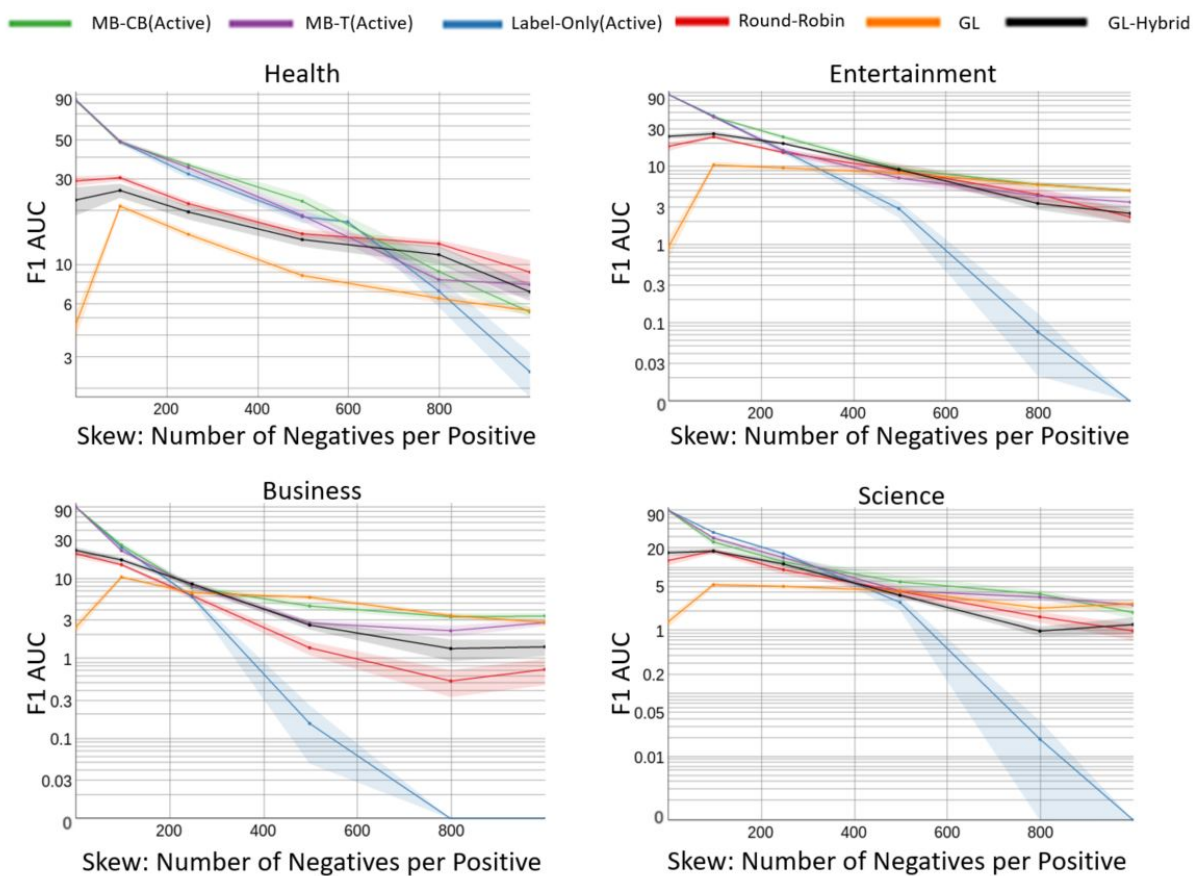 MB-CB(Active) MB-T(Active) Label-Only(Active) Round-Robin GL GL-Hybrid
Health
F1 AUC
90
50
30
10
6
3
200 400 600 800
Skew: Number of Negatives per Positive
Entertainment
F1 AUC
90
30
10
3
1
0.3
0.1
0.03
0
200 400 600 800
Skew: Number of Negatives per Positive
Business
F1 AUC
90
30
10
3
1
0.3
0.1
0.03
0
200 400 600 800
Skew: Number of Negatives per Positive
Science
F1 AUC
90
20
5
1
0.2
0.05
0.01
0
200 400 600 800
Skew: Number of Negatives per Positive